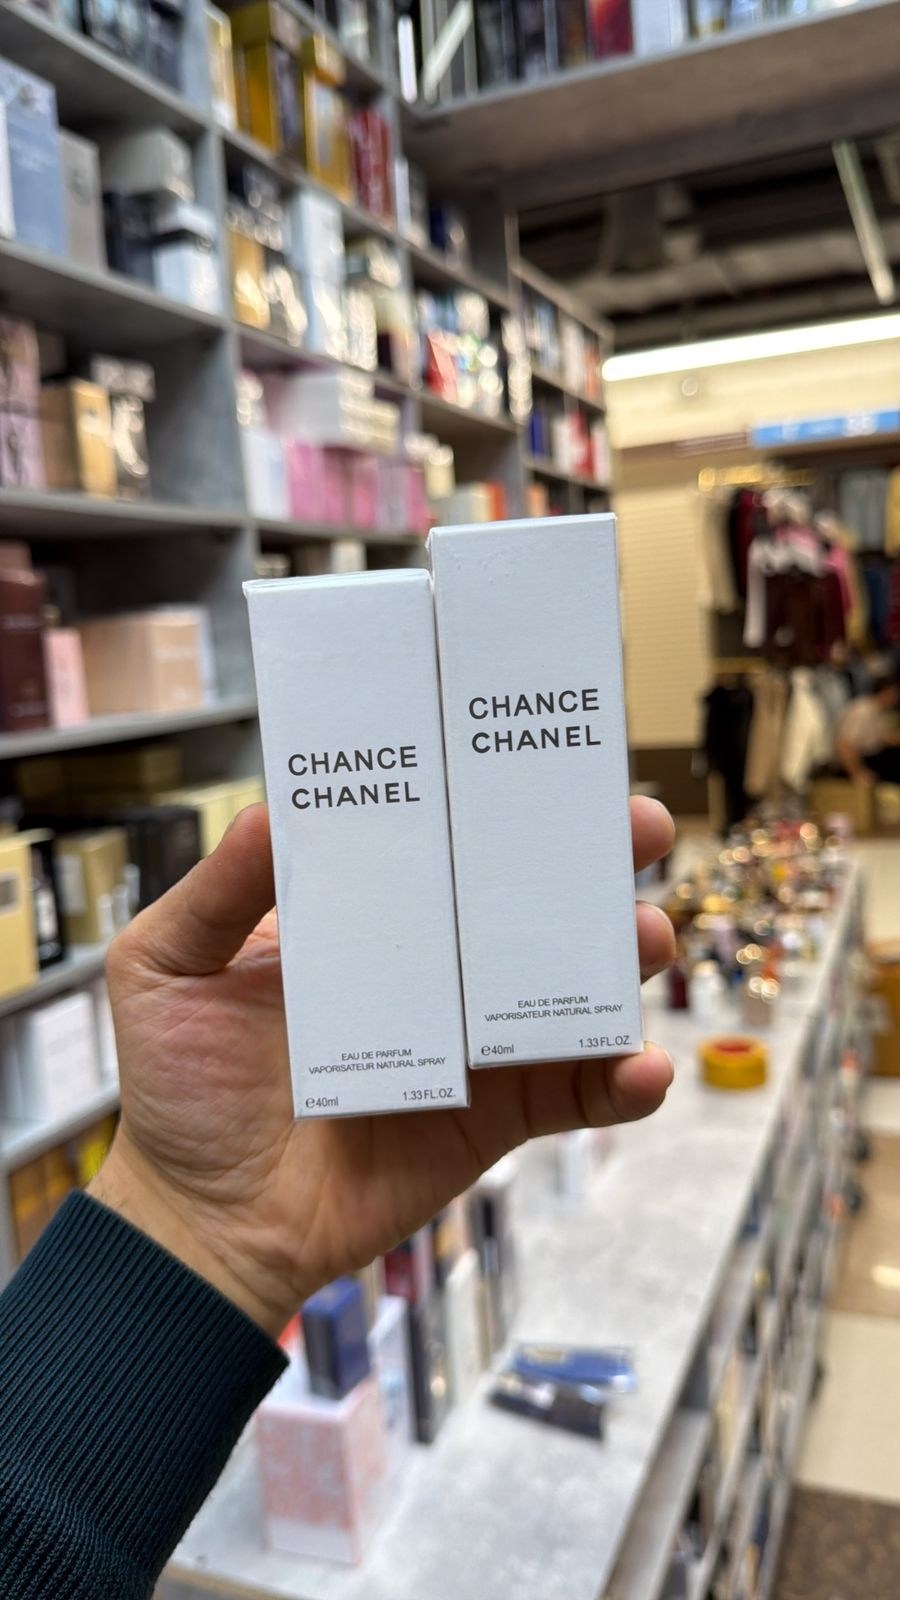 CHANCE
CHANEL
EAU DE PARFUM
VAPORISATEUR NATURAL SPRAY
℮40ml 1.33 FL.OZ.
CHANCE
CHANEL
EAU DE PARFUM
VAPORISATEUR NATURAL SPRAY
℮40ml 1.33 FL.OZ.